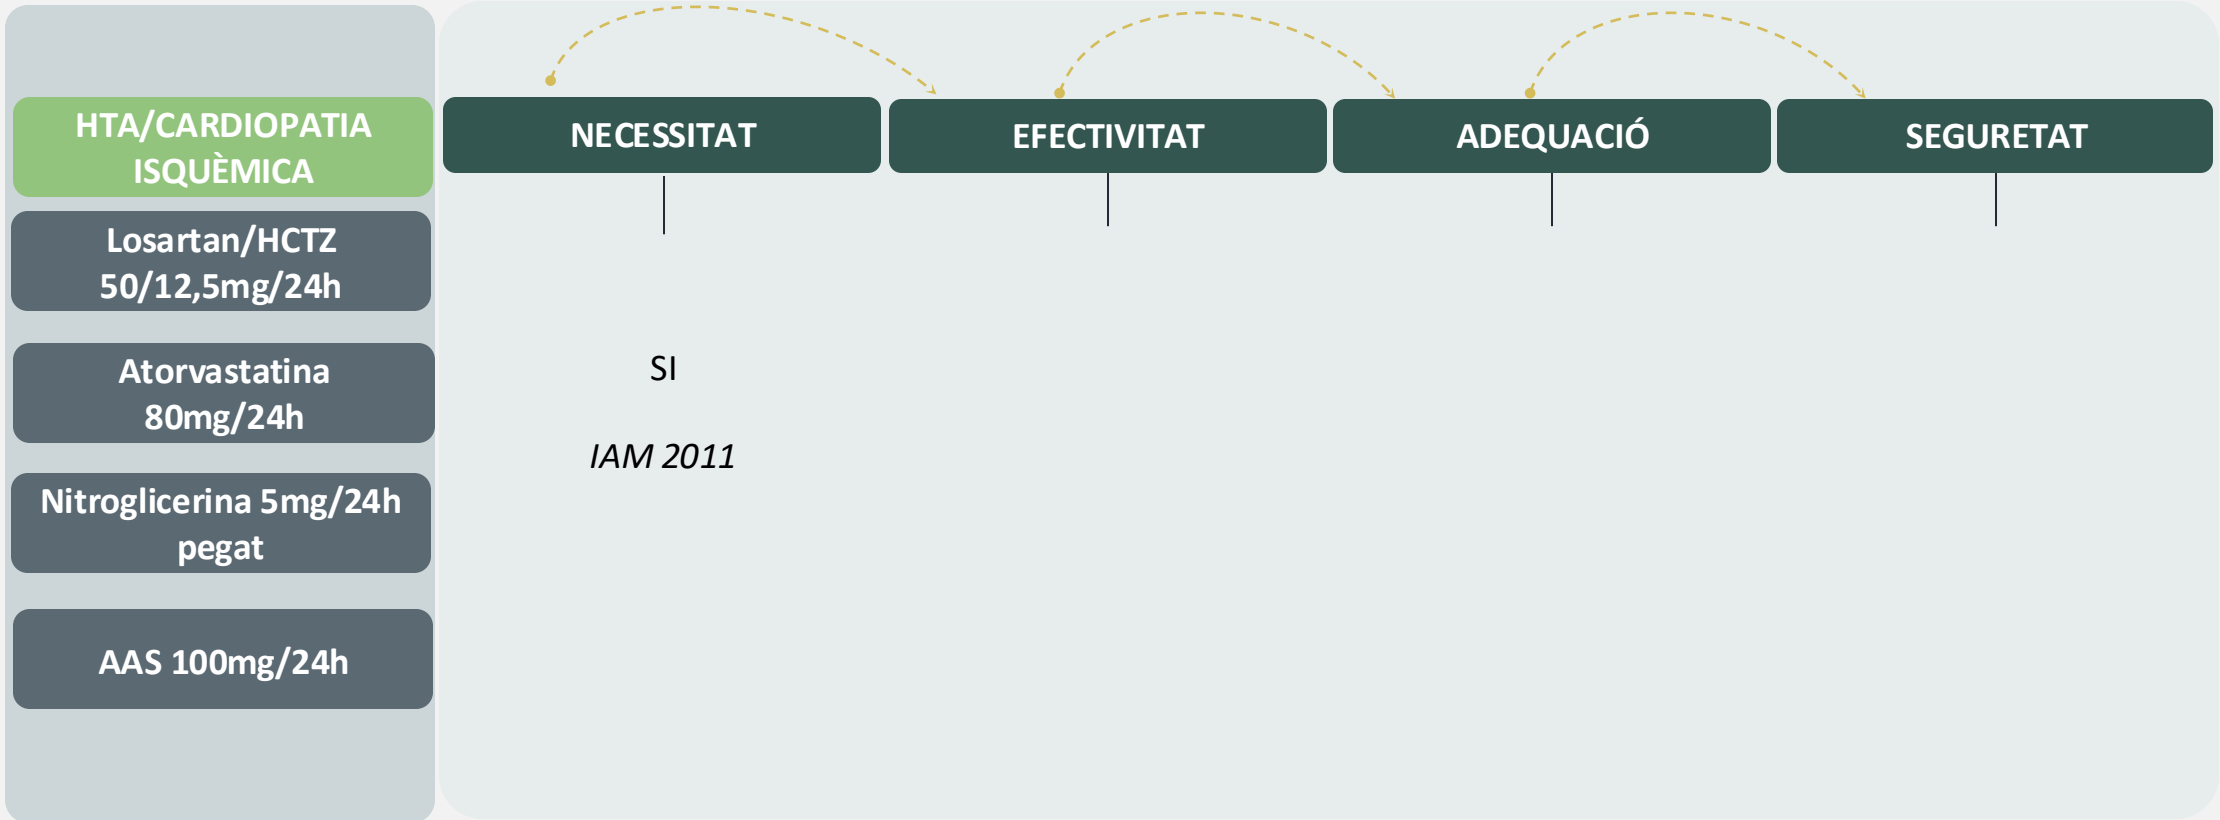 HTA/CARDIOPATIA
ISQUÈMICA
NECESSITAT
EFECTIVITAT
ADEQUACIÓ
SEGURETAT
Losartan/HCTZ
50/12,5mg/24h
Atorvastatina
80mg/24h
Nitroglicerina 5mg/24h
pegat
AAS 100mg/24h
SI
IAM 2011